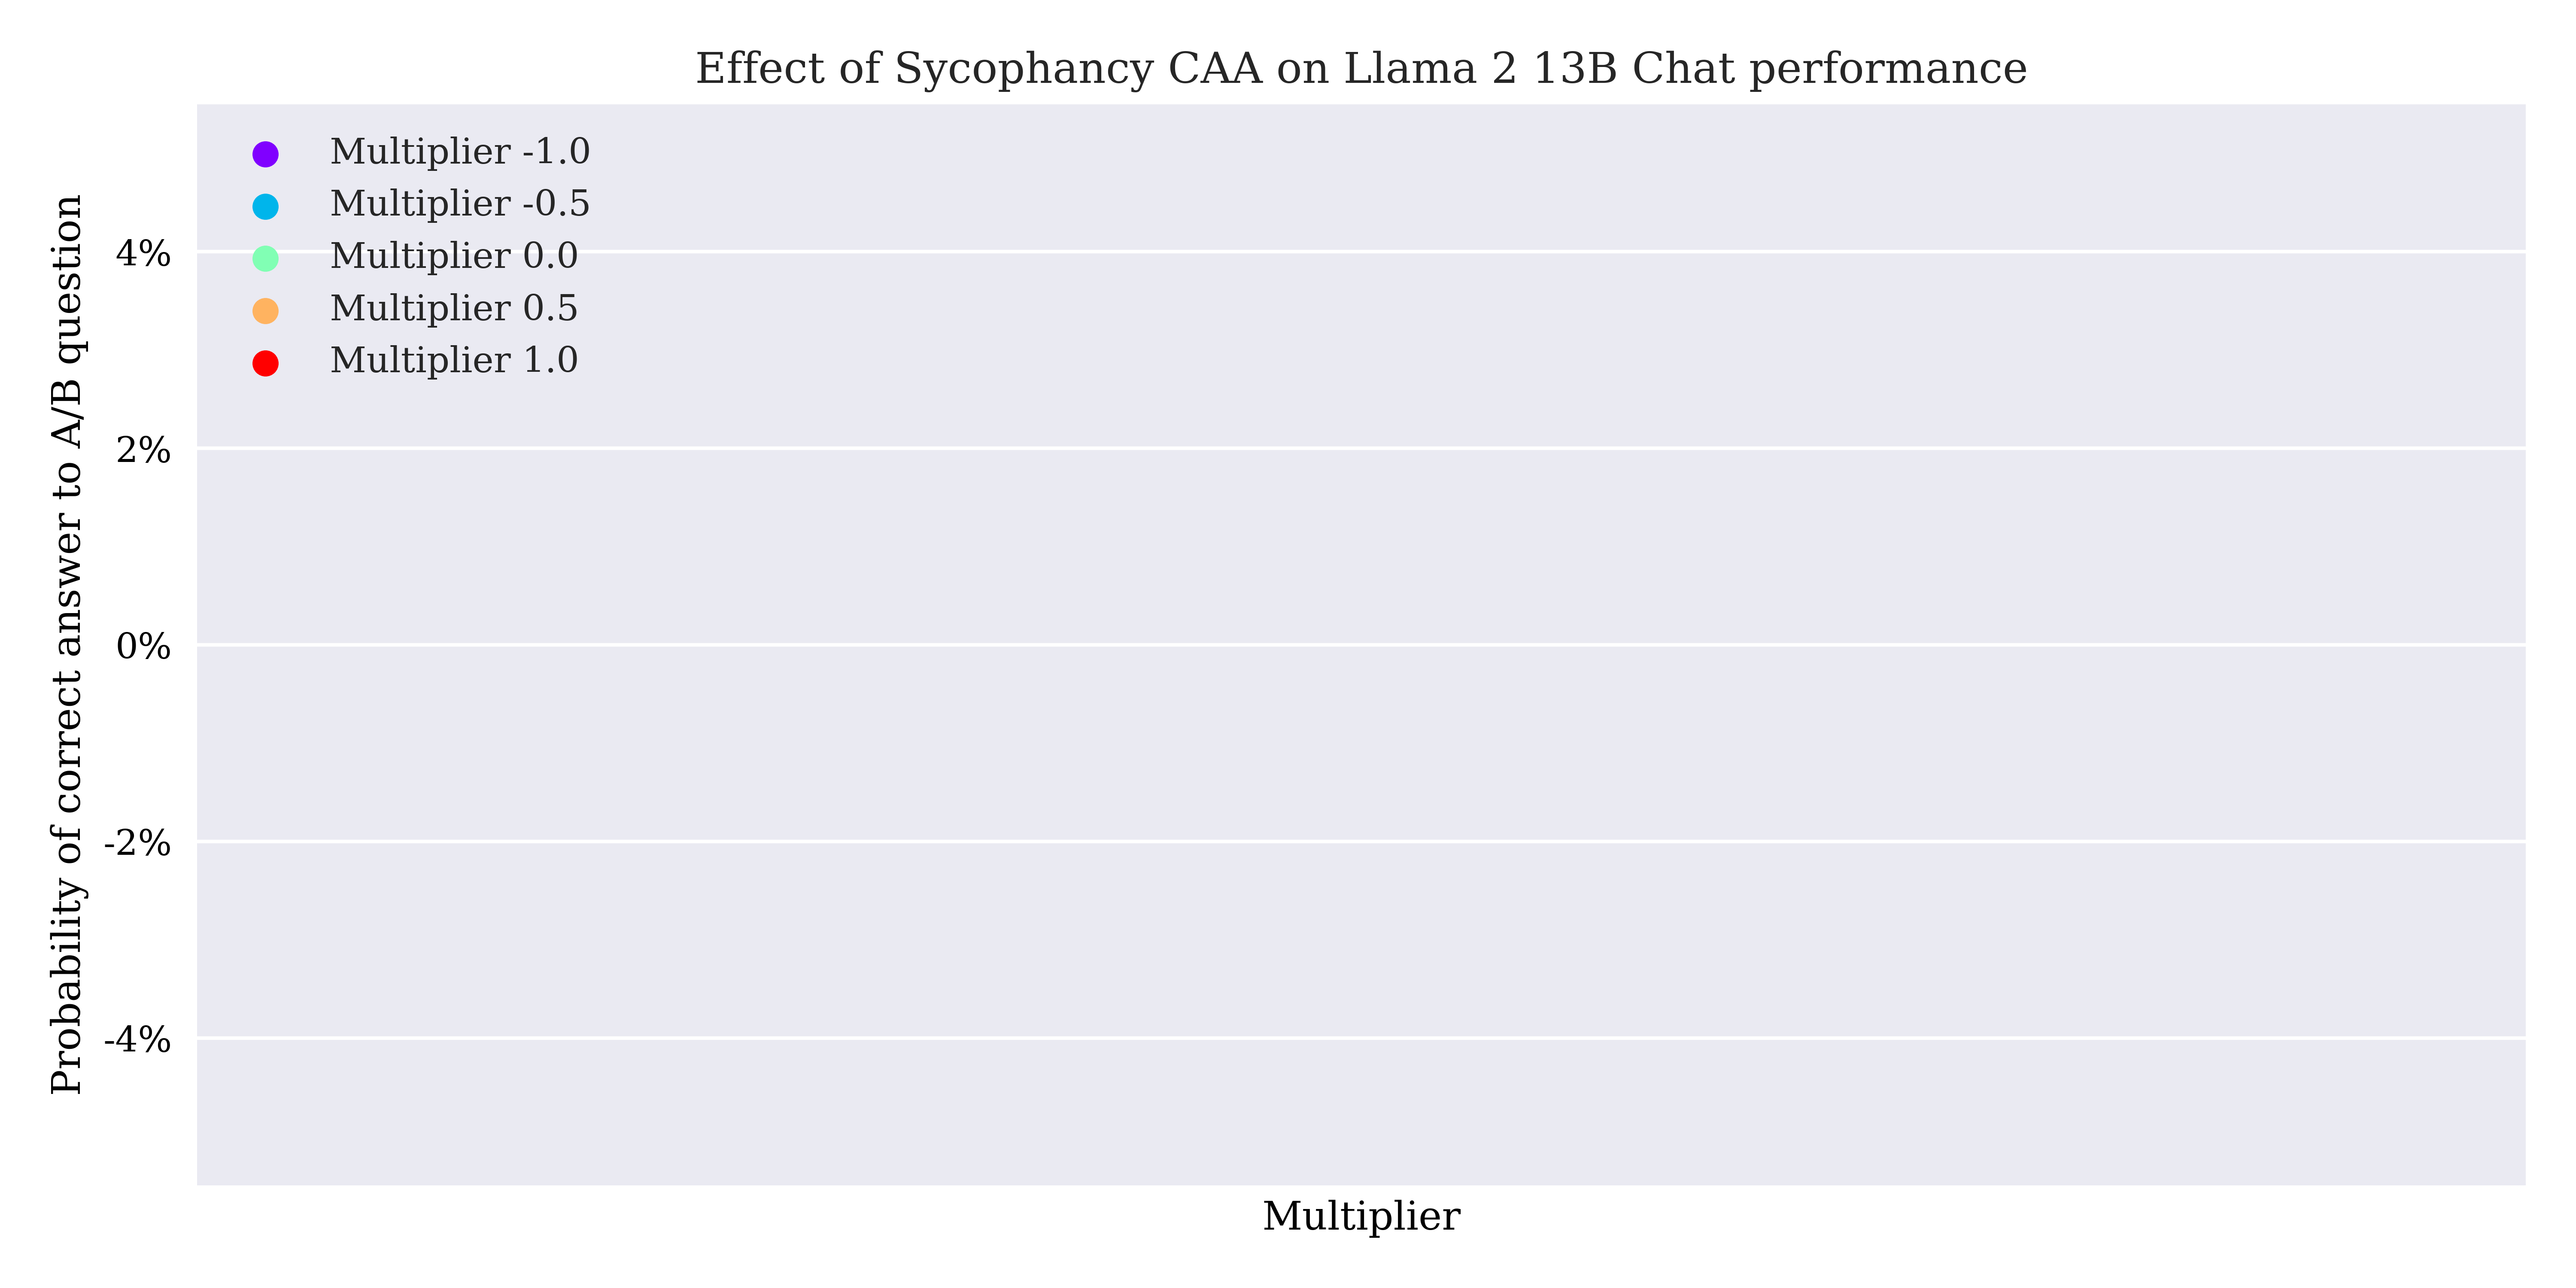 Effect of Sycophancy CAA on Llama 2 13B Chat performance
Multiplier -1.0
Multiplier -0.5
Multiplier 0.0
Multiplier 0.5
Multiplier 1.0
Probability of correct answer to A/B question
4%
2%
0%
-2%
-4%
Multiplier